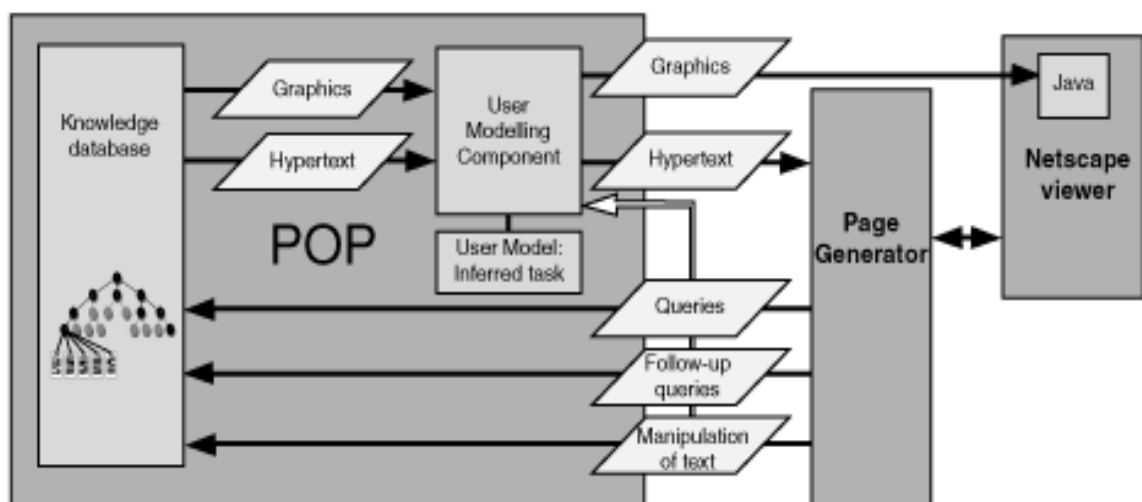 Knowledge
database
Graphics
Hypertext
User
Modelling
Component
User Model:
Inferred task
POP
Graphics
Hypertext
Queries
Follow-up
queries
Manipulation
of text
Page
Generator
Java
Netscape
viewer